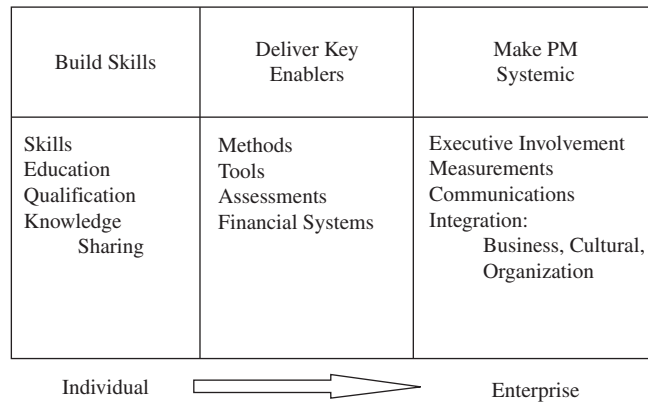 Build Skills
Deliver Key
Enablers
Make PM
Systemic
Skills
Education
Qualification
Knowledge
Sharing
Methods
Tools
Assessments
Financial Systems
Executive Involvement
Measurements
Communications
Integration:
Business, Cultural,
Organization
Individual
Enterprise